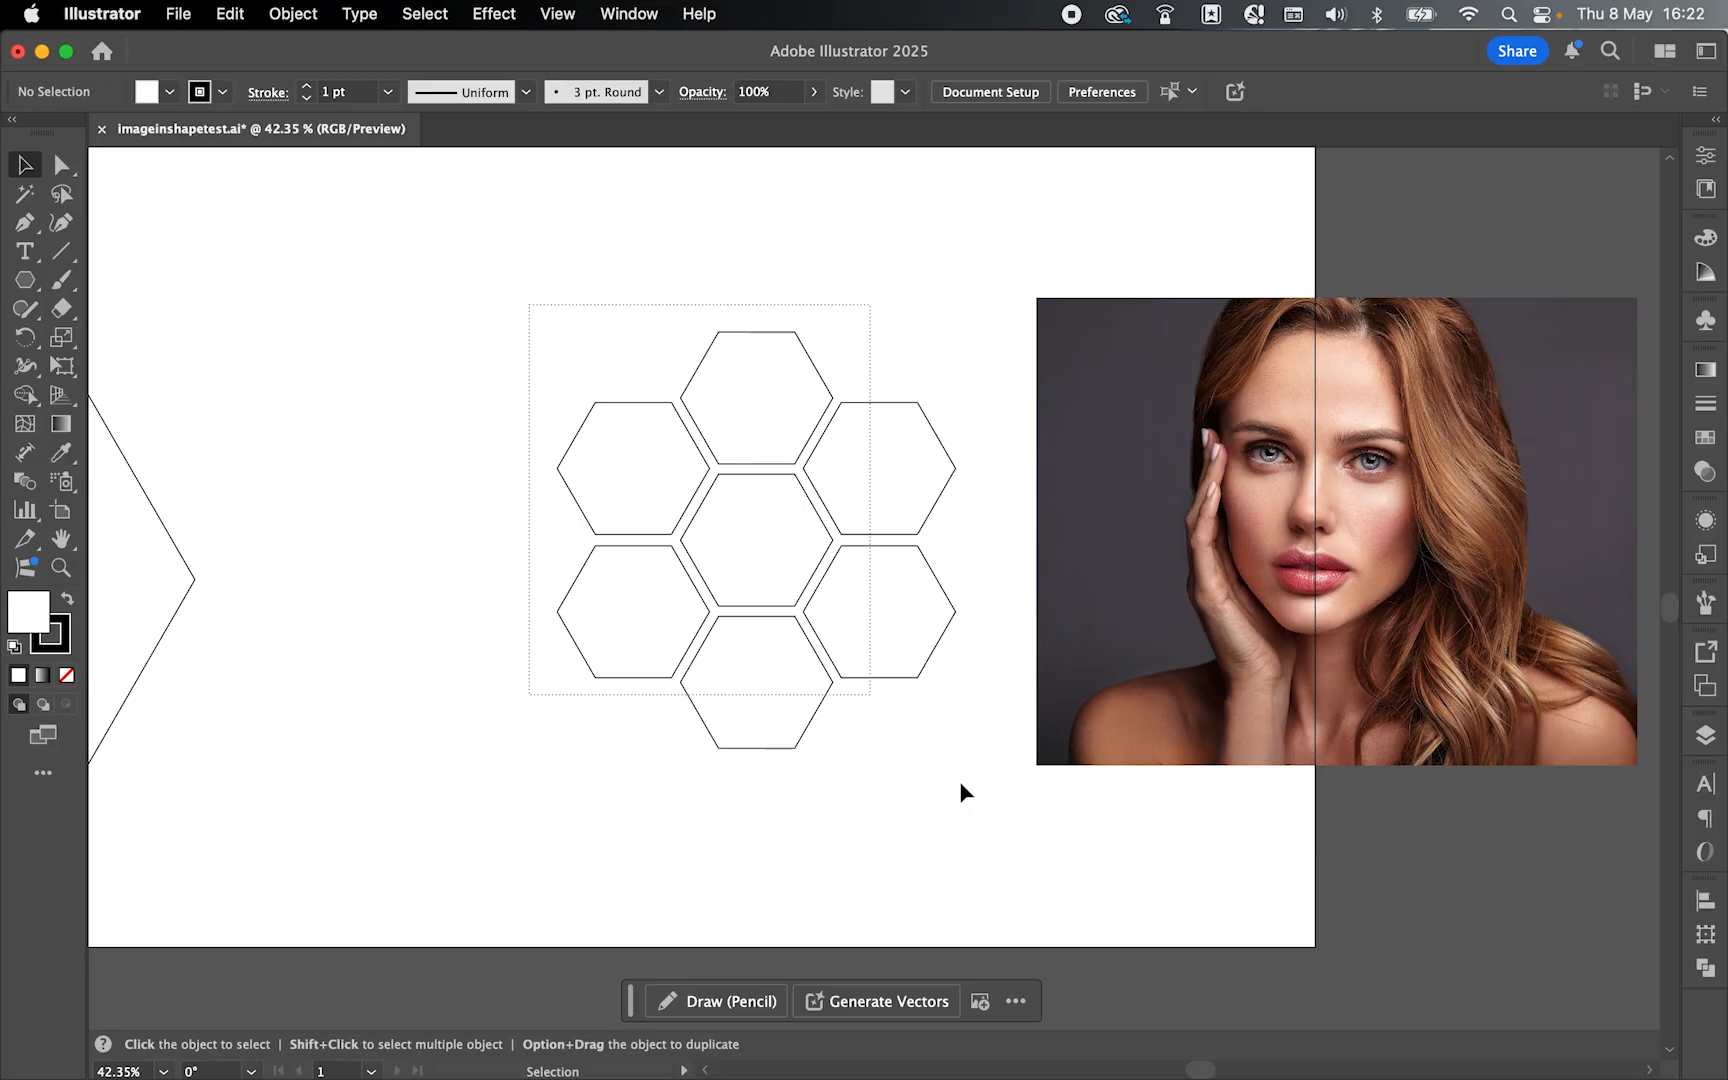 Illustrator File Edit Object Type Select Effect View Window Help Thu 8 May 16:22
Adobe Illustrator 2025 Share
No Selection Stroke: 1 pt Uniform 3 pt. Round Opacity: 100% Style: Document Setup Preferences
imageinshapetest.ai* @ 42.35 % (RGB/Preview)
Draw (Pencil) Generate Vectors
Click the object to select | Shift+Click to select multiple object | Option+Drag the object to duplicate
42.35% 0° 1 Selection